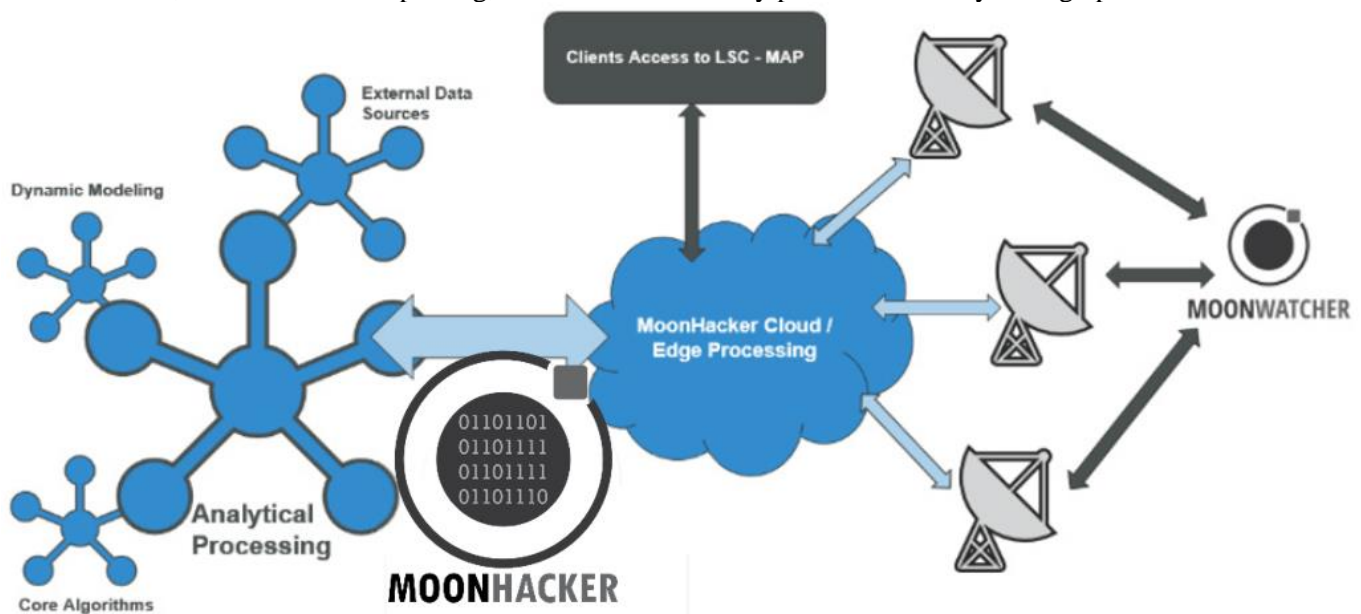 Clients Access to LSC - MAP
External Data
Sources
Dynamic Modeling
MoonHacker Cloud /
Edge Processing
MOONWATCHER
01101101
01101111
01101111
01101110
Analytical
Processing
MOONHACKER
Core Algorithms